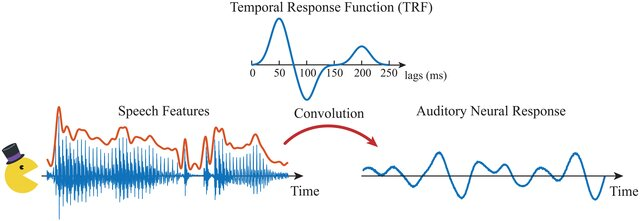 Temporal Response Function (TRF)
0 50 100 150 200 250
lags (ms)
Speech Features
Convolution
Auditory Neural Response
Time
Time